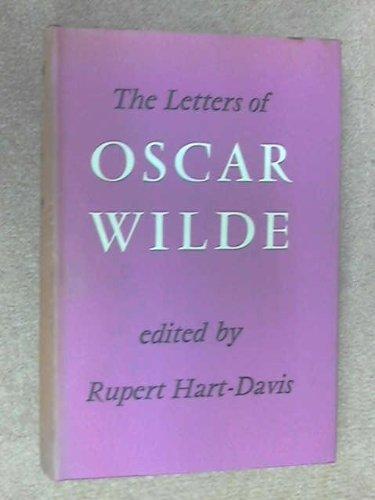 The Letters of
OSCAR
WILDE
edited by
Rupert Hart-Davis